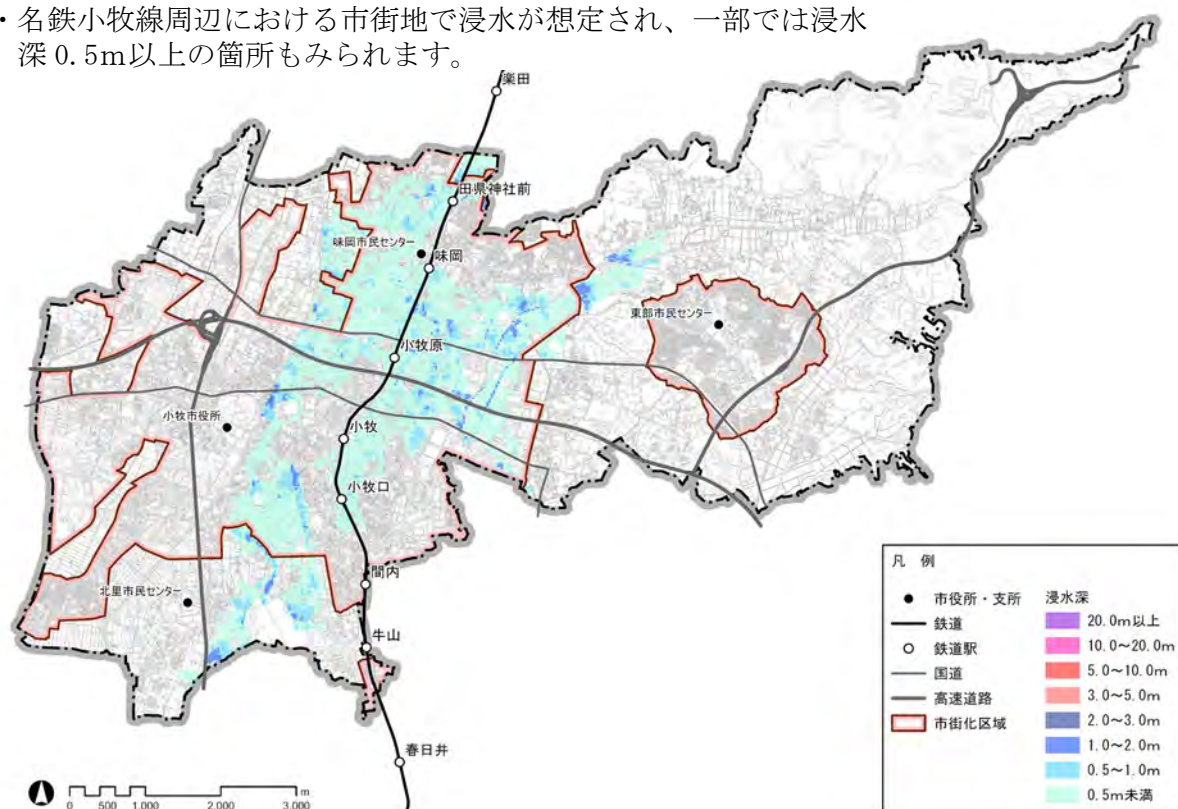 ・名鉄小牧線周辺における市街地で浸水が想定され、一部では浸水
深 0.5m以上の箇所もみられます。
楽田
田県神社前
味岡市民センター
味岡
東部市民センター
小牧原
小牧市役所
小牧
小牧口
間内
北里市民センター
牛山
春日井
凡 例
市役所・支所
鉄道
鉄道駅
国道
高速道路
市街化区域
浸水深
20.0m以上
10.0～20.0m
5.0～10.0m
3.0～5.0m
2.0～3.0m
1.0～2.0m
0.5～1.0m
0.5m未満
0 500 1,000 2,000 3,000 m